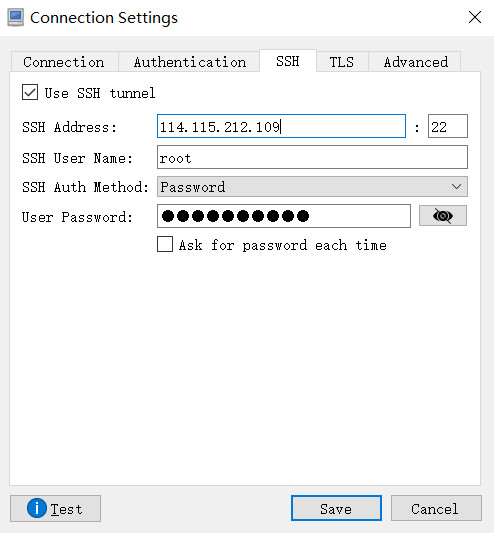 Connection Settings
Connection Authentication SSH TLS Advanced
Use SSH tunnel
SSH Address: 114.115.212.109 : 22
SSH User Name: root
SSH Auth Method: Password
User Password: ●●●●●●●●●●
Ask for password each time
Test Save Cancel